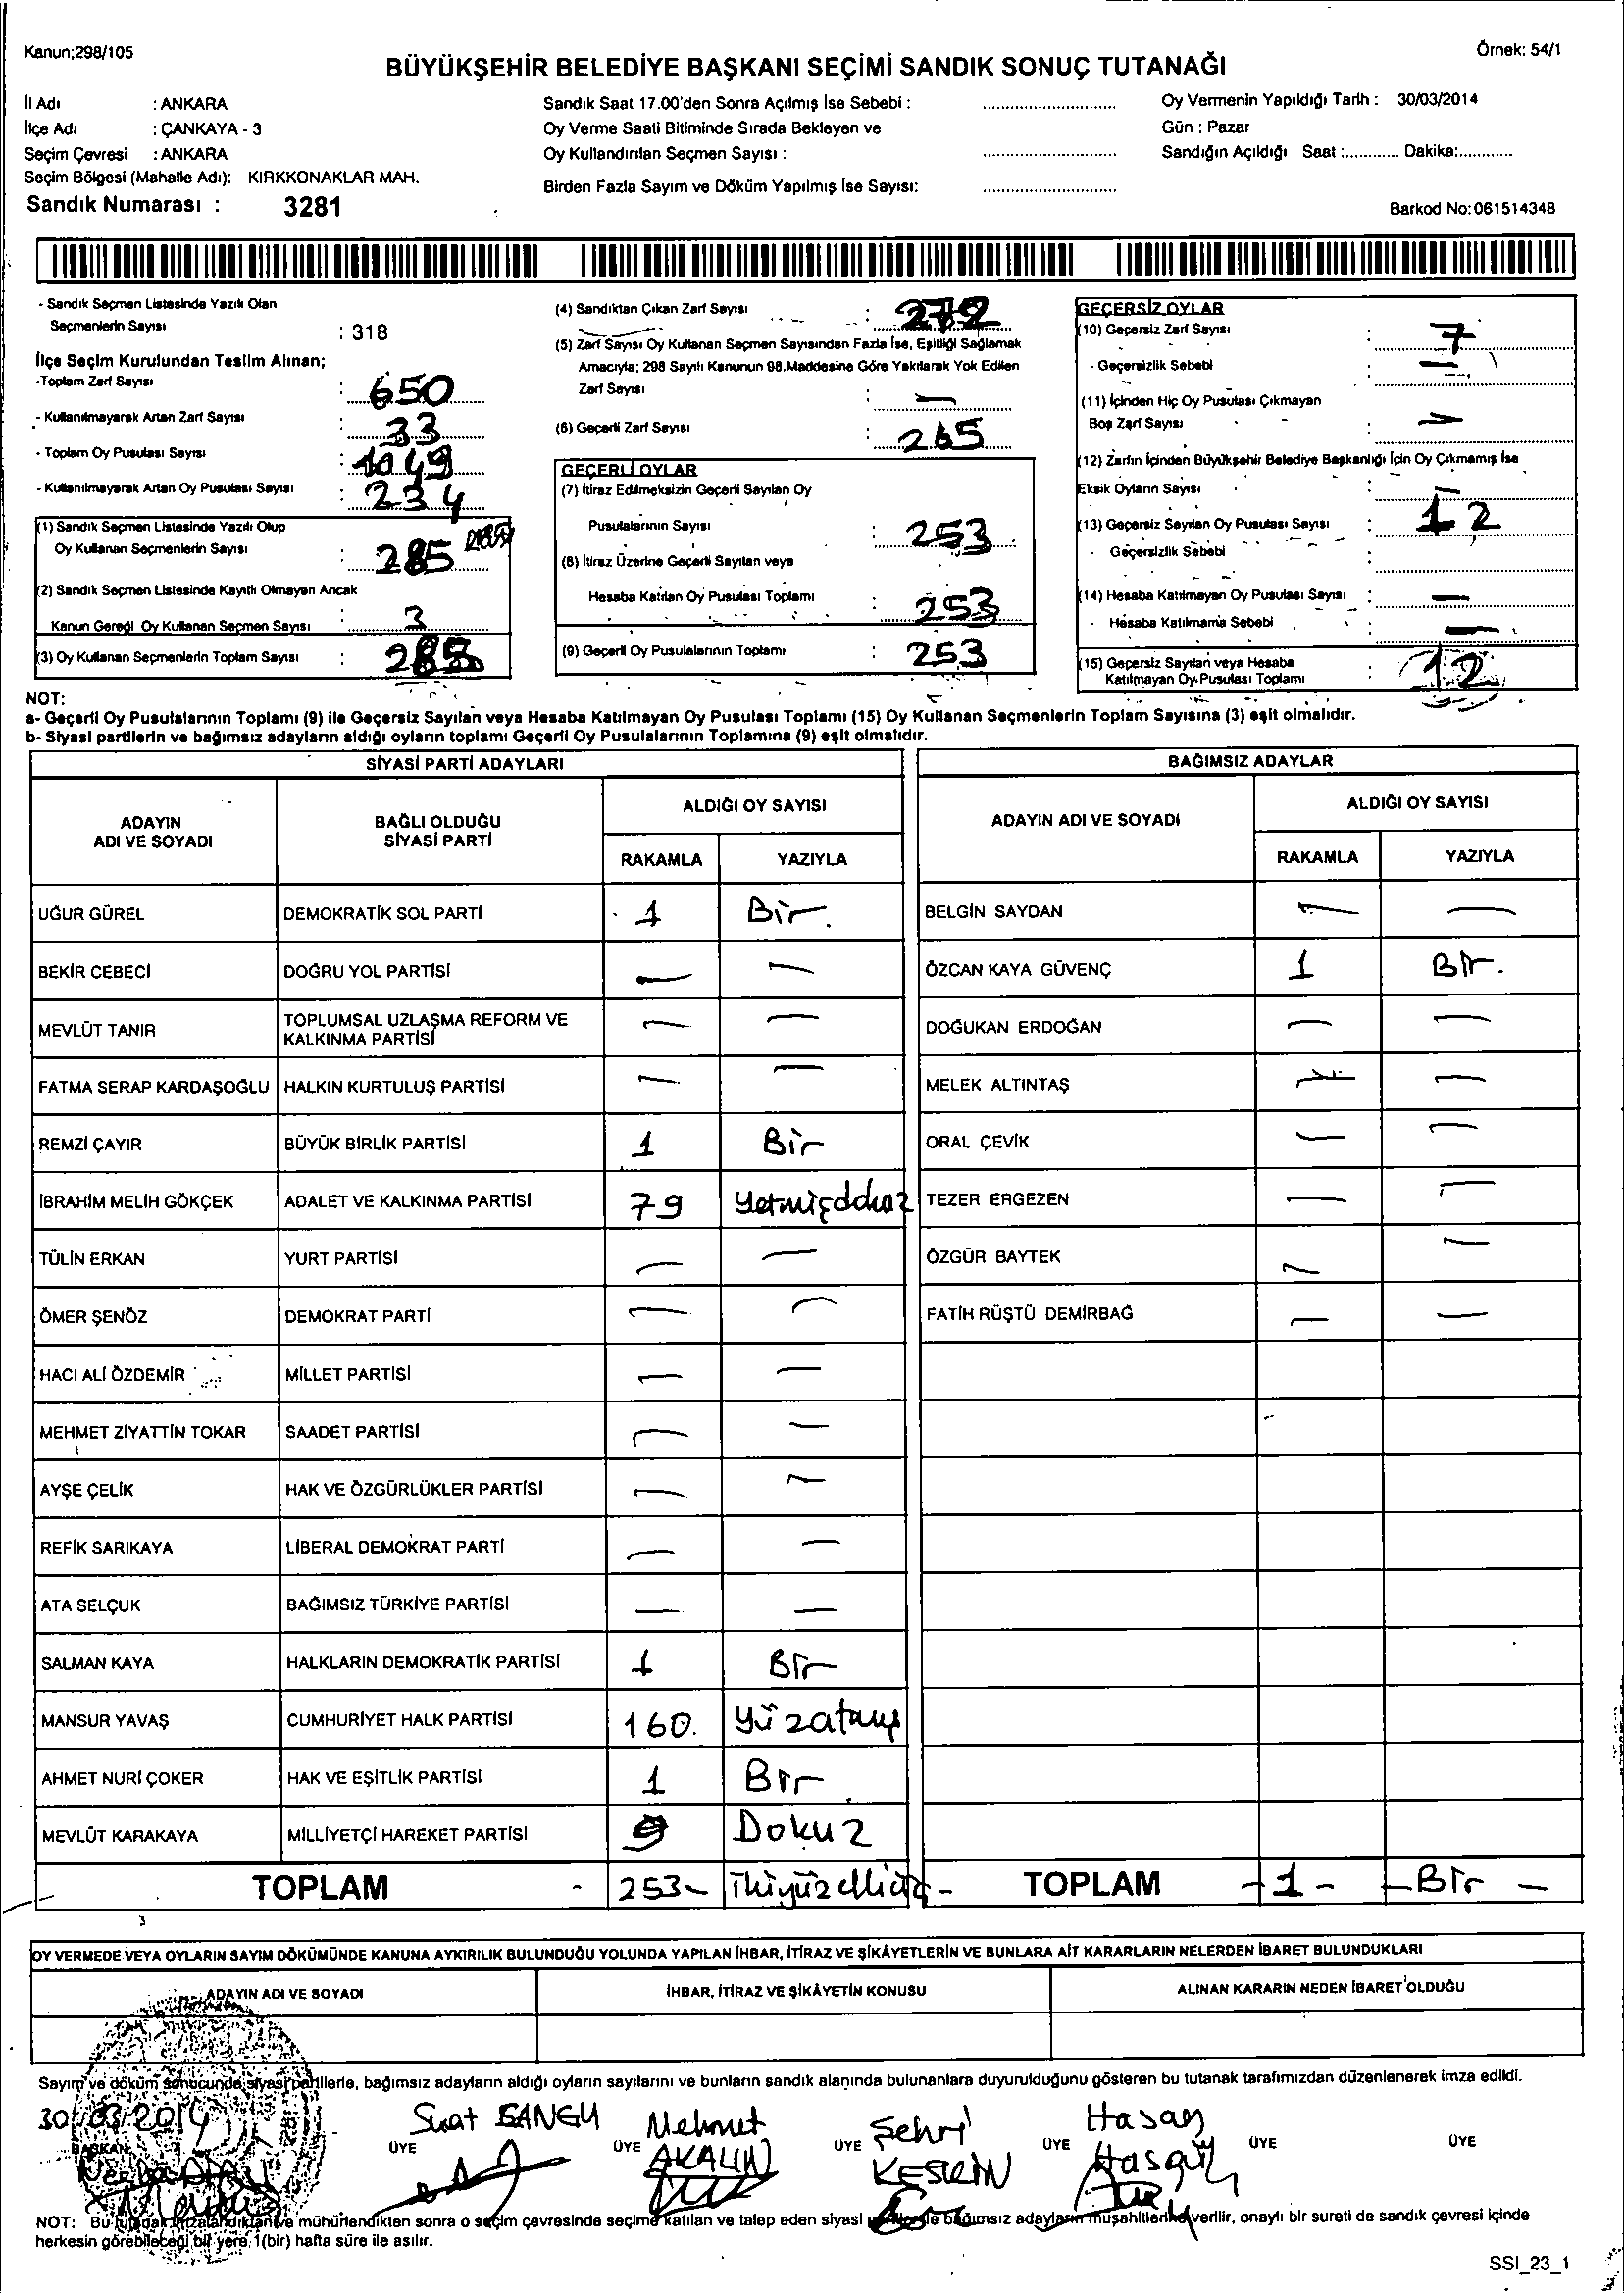 Kanun;298/105
Örnek: 54/1
BÜYÜKŞEHİR BELEDİYE BAŞKANI SEÇİMİ SANDIK SONUÇ TUTANAĞI
İl Adı : ANKARA
İlçe Adı : ÇANKAYA - 3
Seçim Çevresi : ANKARA
Seçim Bölgesi (Mahalle Adı): KIRKKONAKLAR MAH.
Sandık Numarası : 3281
Sandık Saat 17.00'den Sonra Açılmış İse Sebebi :
Oy Verme Saati Bitiminde Sırada Bekleyen ve
Oy Kullandırılan Seçmen Sayısı :
Birden Fazla Sayım ve Döküm Yapılmış İse Sayısı:
Oy Vermenin Yapıldığı Tarih : 30/03/2014
Gün : Pazar
Sandığın Açıldığı Saat :............ Dakika:............
Barkod No:061514348
- Sandık Seçmen Listesinde Yazılı Olan
Seçmenlerin Sayısı : 318
İlçe Seçim Kurulundan Teslim Alınan;
-Toplam Zarf Sayısı : 650
- Kullanılmayarak Artan Zarf Sayısı : 33
- Toplam Oy Pusulası Sayısı : 1049
- Kullanılmayarak Artan Oy Pusulası Sayısı : 234
(1) Sandık Seçmen Listesinde Yazılı Olup
Oy Kullanan Seçmenlerin Sayısı : 285
(2) Sandık Seçmen Listesinde Kayıtlı Olmayan Ancak
Kanun Gereği Oy Kullanan Seçmen Sayısı : 3
(3) Oy Kullanan Seçmenlerin Toplam Sayısı :
(4) Sandıktan Çıkan Zarf Sayısı : 272
(5) Zarf Sayısı Oy Kullanan Seçmen Sayısından Fazla İse, Eşitliği Sağlamak
Amacıyla; 298 Sayılı Kanunun 98.Maddesine Göre Yakılarak Yok Edilen
Zarf Sayısı : —
(6) Geçerli Zarf Sayısı : 265
GEÇERLİ OYLAR
(7) İtiraz Edilmeksizin Geçerli Sayılan Oy
Pusulalarının Sayısı : 253
(8) İtiraz Üzerine Geçerli Sayılan veya
Hesaba Katılan Oy Pusulası Toplamı : 253
(9) Geçerli Oy Pusulalarının Toplamı : 253
GEÇERSİZ OYLAR
(10) Geçersiz Zarf Sayısı : 7
- Geçersizlik Sebebi : —
(11) İçinden Hiç Oy Pusulası Çıkmayan
Boş Zarf Sayısı : —
(12) Zarfın İçinden Büyükşehir Belediye Başkanlığı İçin Oy Çıkmamış İse
Eksik Oyların Sayısı : —
(13) Geçersiz Sayılan Oy Pusulası Sayısı : 12
- Geçersizlik Sebebi :
(14) Hesaba Katılmayan Oy Pusulası Sayısı : —
- Hesaba Katılmama Sebebi : —
(15) Geçersiz Sayılan veya Hesaba
Katılmayan Oy Pusulası Toplamı : 12
NOT:
a- Geçerli Oy Pusulalarının Toplamı (9) ile Geçersiz Sayılan veya Hesaba Katılmayan Oy Pusulası Toplamı (15) Oy Kullanan Seçmenlerin Toplam Sayısına (3) eşit olmalıdır.
b- Siyasi partilerin ve bağımsız adayların aldığı oyların toplamı Geçerli Oy Pusulalarının Toplamına (9) eşit olmalıdır.
SİYASİ PARTİ ADAYLARI
ADAYIN ADI VE SOYADI
BAĞLI OLDUĞU SİYASİ PARTİ
ALDIĞI OY SAYISI
RAKAMLA YAZIYLA
UĞUR GÜREL DEMOKRATİK SOL PARTİ 1 Bir.
BEKİR CEBECİ DOĞRU YOL PARTİSİ — —
MEVLÜT TANIR TOPLUMSAL UZLAŞMA REFORM VE KALKINMA PARTİSİ — —
FATMA SERAP KARDAŞOĞLU HALKIN KURTULUŞ PARTİSİ — —
REMZİ ÇAYIR BÜYÜK BİRLİK PARTİSİ 1 Bir
İBRAHİM MELİH GÖKÇEK ADALET VE KALKINMA PARTİSİ 79
TÜLİN ERKAN YURT PARTİSİ — —
ÖMER ŞENÖZ DEMOKRAT PARTİ — —
HACI ALİ ÖZDEMİR MİLLET PARTİSİ — —
MEHMET ZİYATTİN TOKAR SAADET PARTİSİ — —
AYŞE ÇELİK HAK VE ÖZGÜRLÜKLER PARTİSİ — —
REFİK SARIKAYA LİBERAL DEMOKRAT PARTİ — —
ATA SELÇUK BAĞIMSIZ TÜRKİYE PARTİSİ — —
SALMAN KAYA HALKLARIN DEMOKRATİK PARTİSİ 1 Bir
MANSUR YAVAŞ CUMHURİYET HALK PARTİSİ 160. Yüzatmış
AHMET NURİ ÇOKER HAK VE EŞİTLİK PARTİSİ 1 Bir
MEVLÜT KARAKAYA MİLLİYETÇİ HAREKET PARTİSİ 9 Dokuz
TOPLAM - 253 - İkiyüzelliüç -
BAĞIMSIZ ADAYLAR
ADAYIN ADI VE SOYADI
ALDIĞI OY SAYISI
RAKAMLA YAZIYLA
BELGİN SAYDAN — —
ÖZCAN KAYA GÜVENÇ 1 Bir.
DOĞUKAN ERDOĞAN — —
MELEK ALTINTAŞ — —
ORAL ÇEVİK — —
TEZER ERGEZEN — —
ÖZGÜR BAYTEK — —
FATİH RÜŞTÜ DEMİRBAĞ — —
TOPLAM - 1 - - Bir -
OY VERMEDE VEYA OYLARIN SAYIM DÖKÜMÜNDE KANUNA AYKIRILIK BULUNDUĞU YOLUNDA YAPILAN İHBAR, İTİRAZ VE ŞİKÂYETLERİN VE BUNLARA AİT KARARLARIN NELERDEN İBARET BULUNDUKLARI
ADAYIN ADI VE SOYADI
İHBAR, İTİRAZ VE ŞİKÂYETİN KONUSU
ALINAN KARARIN NEDEN İBARET OLDUĞU
Sayım ve döküm sonucunda siyasi partilerle, bağımsız adayların aldığı oyların sayılarını ve bunların sandık alanında bulunanlara duyurulduğunu gösteren bu tutanak tarafımızdan düzenlenerek imza edildi.
30/03/2014
BAŞKAN
ÜYE Suat
ÜYE Mehmet AKALIN
ÜYE Şehri KESKİN
ÜYE Hasan Hasgül
ÜYE
ÜYE
NOT: Bu tutanak imzalandıktan ve mühürlendikten sonra o seçim çevresinde seçime katılan ve talep eden siyasi partilerle bağımsız adayların müşahitlerine verilir, onaylı bir sureti de sandık çevresi içinde
herkesin görebileceği bir yere, 1(bir) hafta süre ile asılır.
SSI_23_1